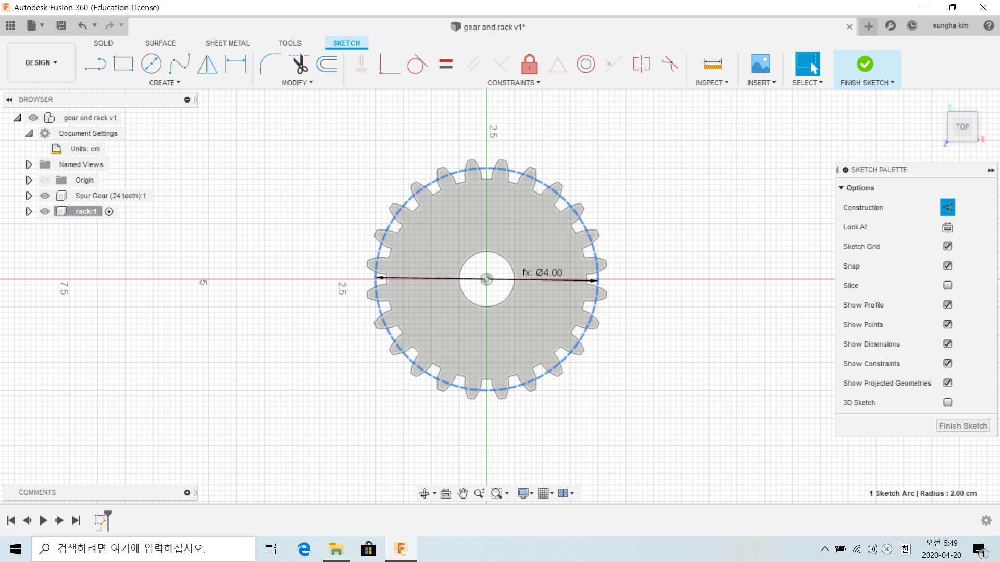 Autodesk Fusion 360 (Education License)
gear and rack v1*
sungha kim
SOLID
SURFACE
SHEET METAL
TOOLS
SKETCH
DESIGN
CREATE
MODIFY
CONSTRAINTS
INSPECT
INSERT
SELECT
FINISH SKETCH
BROWSER
gear and rack v1
Document Settings
Units: cm
Named Views
Origin
Spur Gear (24 teeth):1
rack:1
2.5
TOP
Y
X
Z
fx: Ø4.00
7.5
5
2.5
SKETCH PALETTE
Options
Construction
Look At
Sketch Grid
Snap
Slice
Show Profile
Show Points
Show Dimensions
Show Constraints
Show Projected Geometries
3D Sketch
Finish Sketch
COMMENTS
1 Sketch Arc | Radius : 2.00 cm
검색하려면 여기에 입력하십시오.
한
오전 5:49
2020-04-20
1